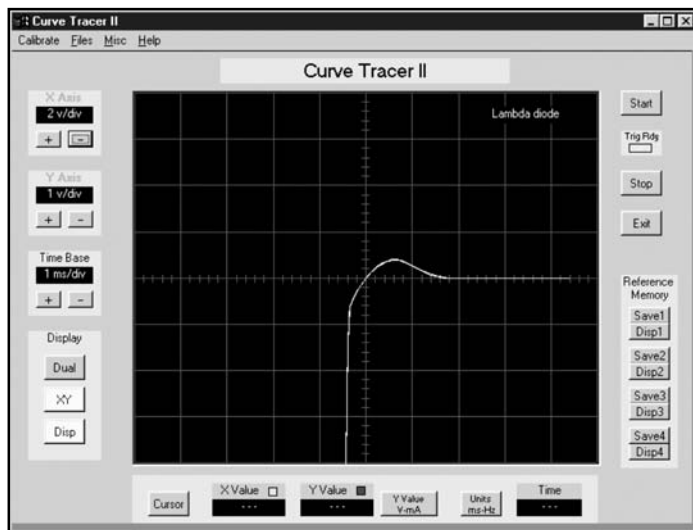 Curve Tracer II
Calibrate Files Misc Help
Curve Tracer II
X Axis
2 v/div
+ -
Y Axis
1 v/div
+ -
Time Base
1 ms/div
+ -
Display
Dual
XY
Disp
Lambda diode
Start
Trig Rdy
Stop
Exit
Reference
Memory
Save1
Disp1
Save2
Disp2
Save3
Disp3
Save4
Disp4
Cursor
X Value
---
Y Value
---
Y Value
V-mA
Units
ms-Hz
Time
---